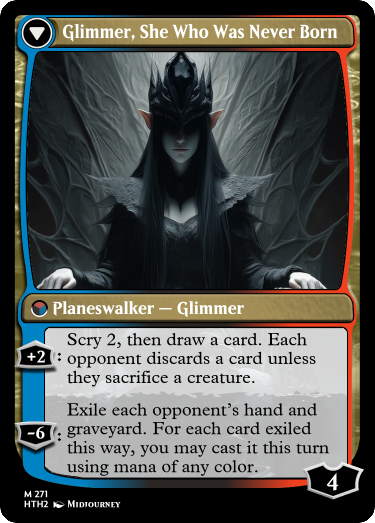 Glimmer, She Who Was Never Born
Planeswalker — Glimmer
+2: Scry 2, then draw a card. Each
opponent discards a card unless
they sacrifice a creature.
-6: Exile each opponent's hand and
graveyard. For each card exiled
this way, you may cast it this turn
using mana of any color.
4
M 271
HTH2 Midjourney